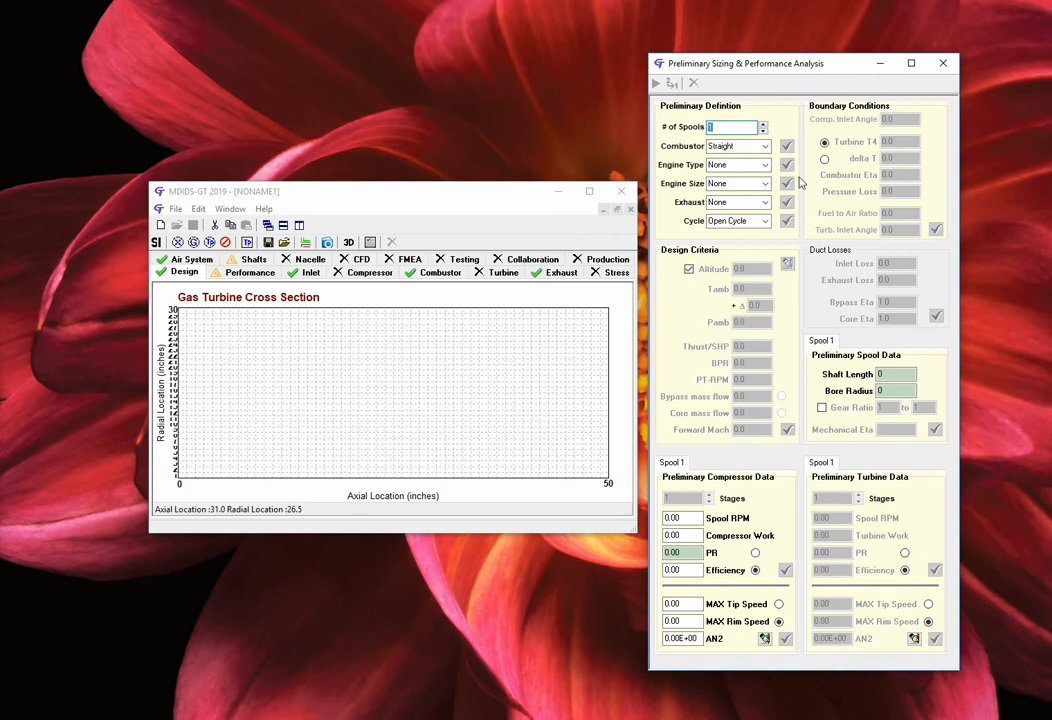 MDIDS-GT 2019 - [NONAME1]
File Edit Window Help
SI TP 3D
Air System Shafts Nacelle CFD FMEA Testing Collaboration Production
Design Performance Inlet Compressor Combustor Turbine Exhaust Stress
Gas Turbine Cross Section
30
Radial Location (inches)
0 50
Axial Location (inches)
Axial Location :31.0 Radial Location :26.5
Preliminary Sizing & Performance Analysis
Preliminary Defintion
# of Spools 1
Combustor Straight
Engine Type None
Engine Size None
Exhaust None
Cycle Open Cycle
Boundary Conditions
Comp. Inlet Angle 0.0
Turbine T4 0.0
delta T 0.0
Combustor Eta 0.0
Pressure Loss 0.0
Fuel to Air Ratio 0.0
Turb. Inlet Angle 0.0
Design Criteria
Altitude 0.0
Tamb 0.0
+ Δ 0.0
Pamb 0.0
Thrust/SHP 0.0
BPR 0.0
PT-RPM 0.0
Bypass mass flow 0.0
Core mass flow 0.0
Forward Mach 0.0
Duct Losses
Inlet Loss 0.0
Exhaust Loss 0.0
Bypass Eta 1.0
Core Eta 1.0
Spool 1
Preliminary Spool Data
Shaft Length 0
Bore Radius 0
Gear Ratio 1 to 1
Mechanical Eta
Spool 1
Preliminary Compressor Data
1 Stages
0.00 Spool RPM
0.00 Compressor Work
0.00 PR
0.00 Efficiency
0.00 MAX Tip Speed
0.00 MAX Rim Speed
0.00E+00 AN2
Spool 1
Preliminary Turbine Data
1 Stages
0.00 Spool RPM
0.00 Turbine Work
0.00 PR
0.00 Efficiency
0.00 MAX Tip Speed
0.00 MAX Rim Speed
0.00E+00 AN2